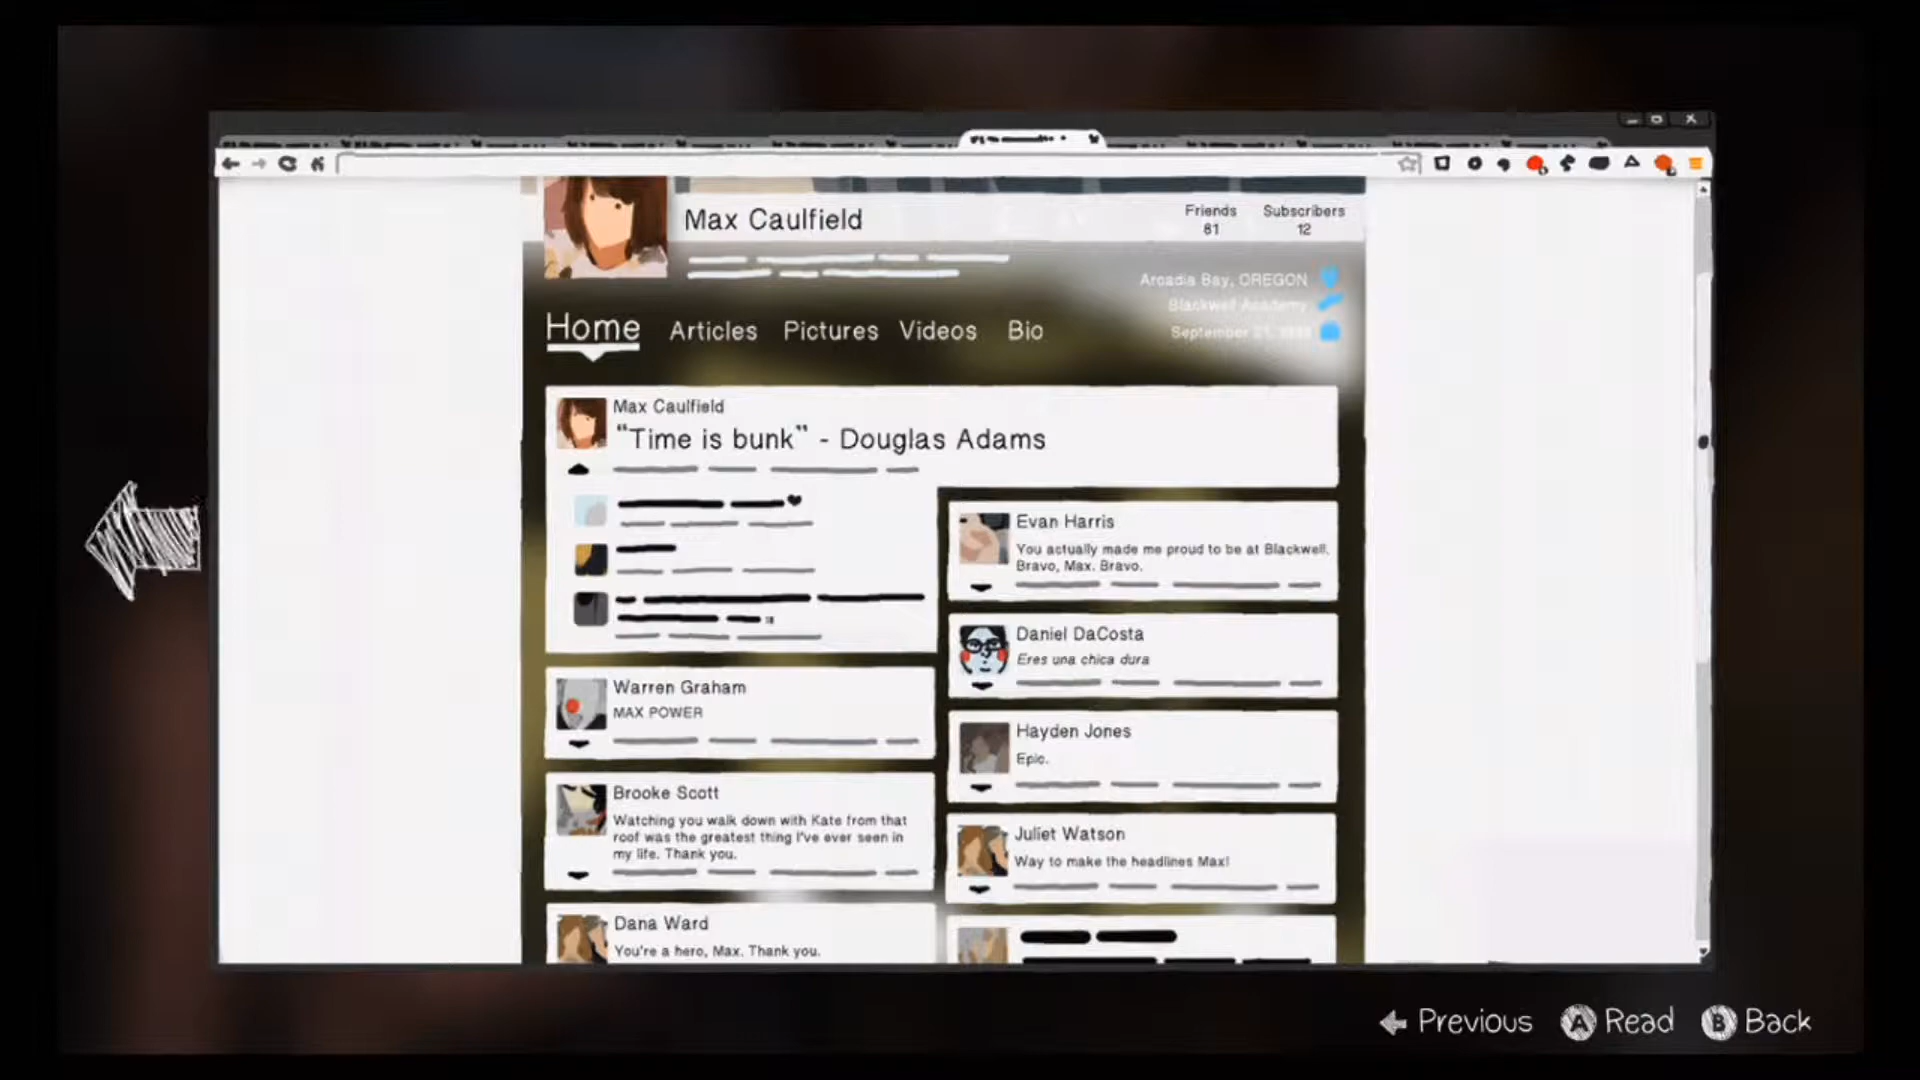 Max Caulfield
Friends
81
Subscribers
12
Arcadia Bay, OREGON
Blackwell Academy
September 21,
Home
Articles
Pictures
Videos
Bio
Max Caulfield
“Time is bunk” - Douglas Adams
Warren Graham
MAX POWER
Brooke Scott
Watching you walk down with Kate from that
roof was the greatest thing I've ever seen in
my life. Thank you.
Dana Ward
You're a hero, Max. Thank you.
Evan Harris
You actually made me proud to be at Blackwell.
Bravo, Max. Bravo.
Daniel DaCosta
Eres una chica dura
Hayden Jones
Epic.
Juliet Watson
Way to make the headlines Max!
Previous
A Read
B Back